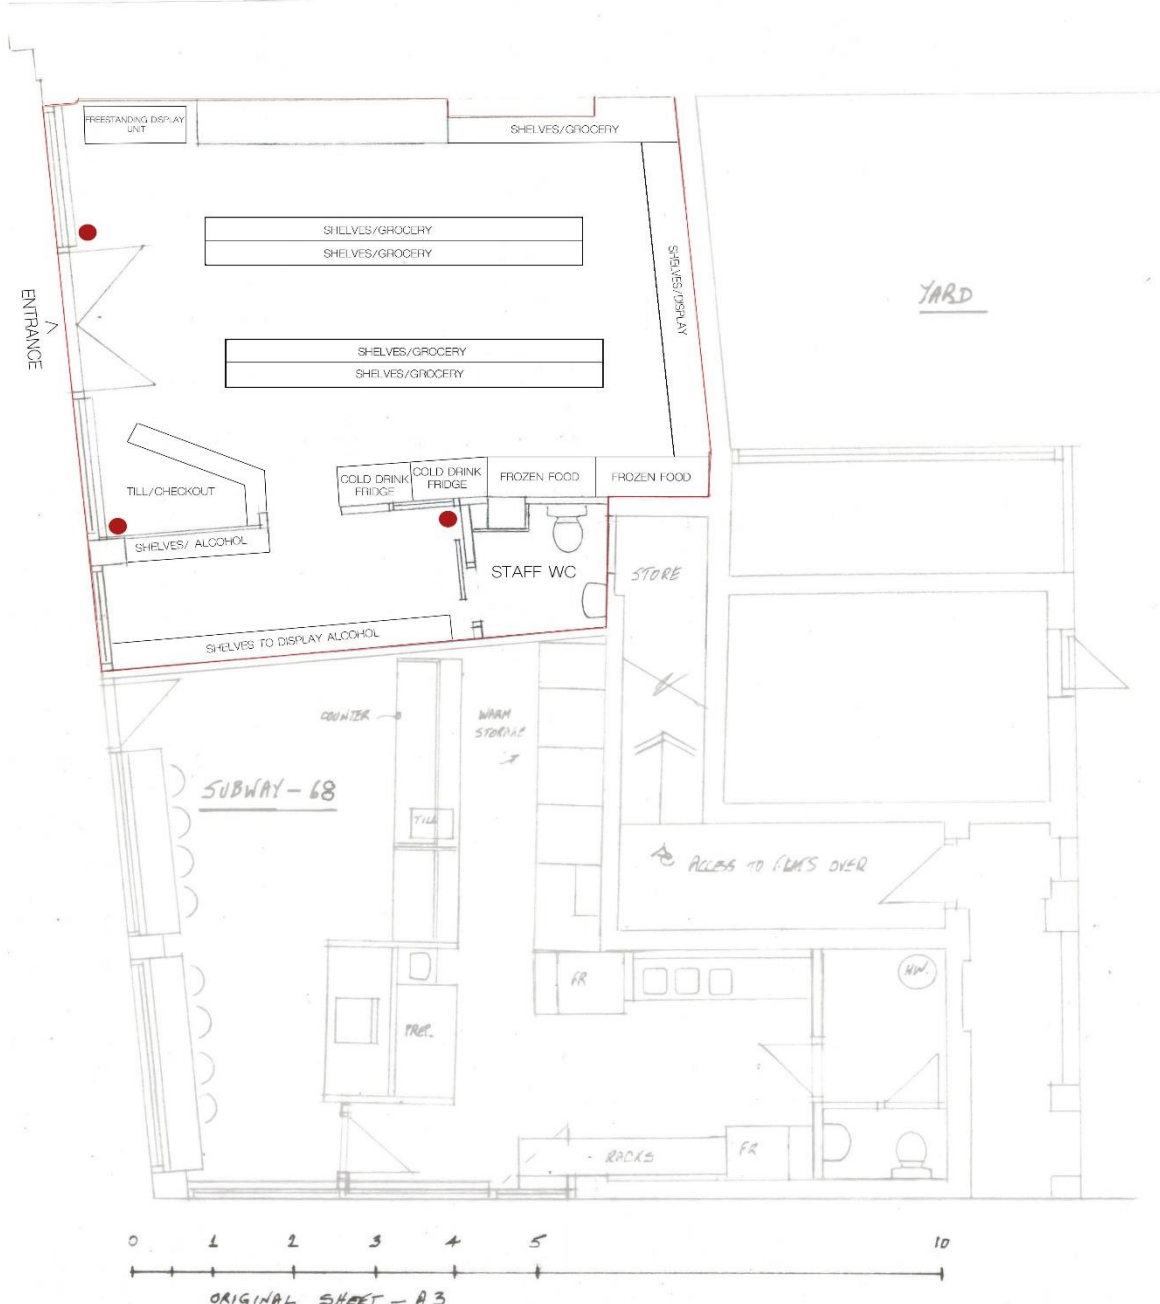 FREESTANDING DISPLAY
UNIT
SHELVES/GROCERY
SHELVES/GROCERY
SHELVES/GROCERY
SHELVES/DISPLAY
YARD
ENTRANCE
SHELVES/GROCERY
SHELVES/GROCERY
COLD DRINK
FRIDGE
COLD DRINK
FRIDGE
FROZEN FOOD
FROZEN FOOD
TILL/CHECKOUT
SHELVES/ ALCOHOL
STAFF WC
STORE
SHELVES TO DISPLAY ALCOHOL
COUNTER
WARM
STORAGE
SUBWAY - 68
TILL
ACCESS TO FLATS OVER
FR
HW.
PREP.
RACKS
FR
0 1 2 3 4 5 10
ORIGINAL SHEET - A3